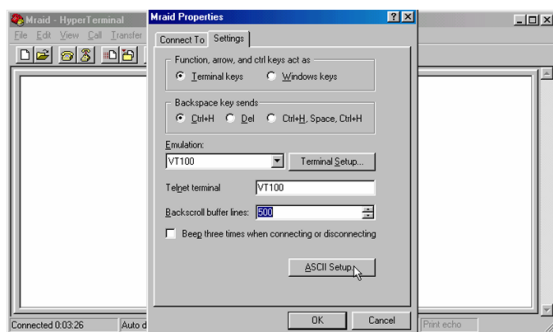 Mraid - HyperTerminal
File Edit View Call Transfer
Mraid Properties
Connect To Settings
Function, arrow, and ctrl keys act as
Terminal keys Windows keys
Backspace key sends
Ctrl+H Del Ctrl+H, Space, Ctrl+H
Emulation:
VT100 Terminal Setup...
Telnet terminal VT100
Backscroll buffer lines: 500
Beep three times when connecting or disconnecting
ASCII Setup...
OK Cancel
Connected 0:03:26 Auto d Print echo